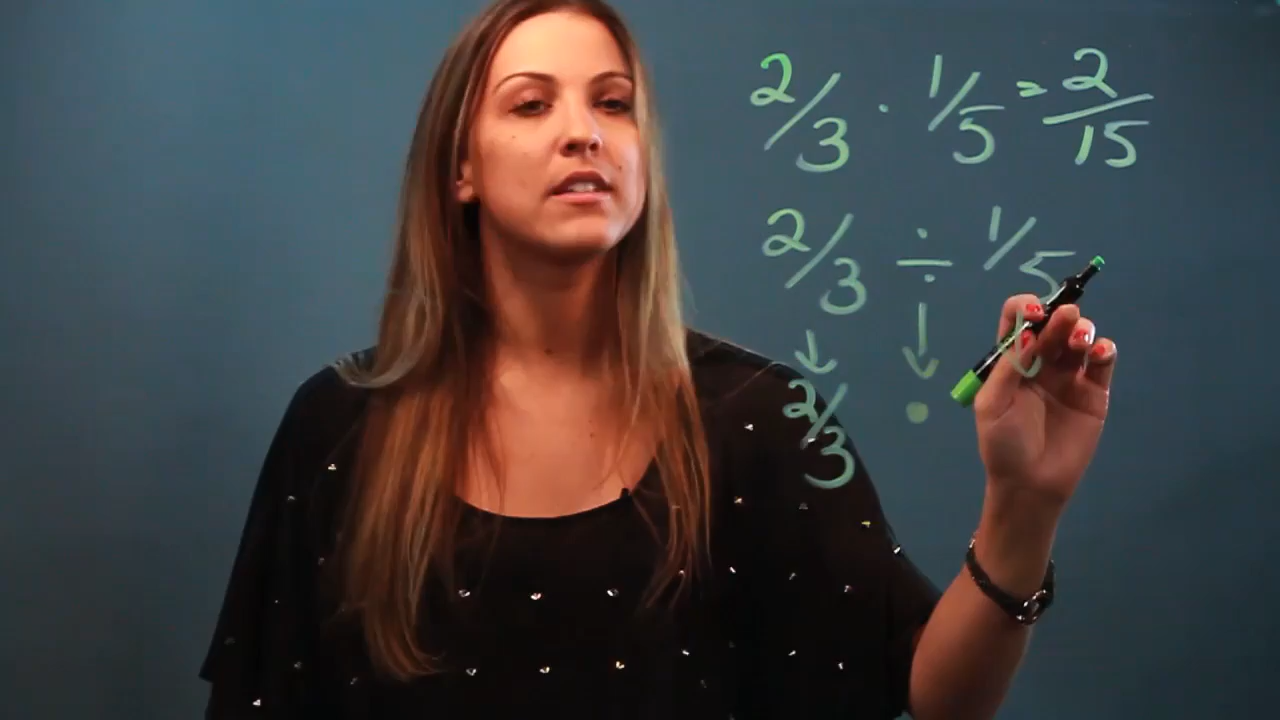 2/3 · 1/5 = 2/15
2/3 ÷ 1/5
↓ ↓ ↓
2/3 ·